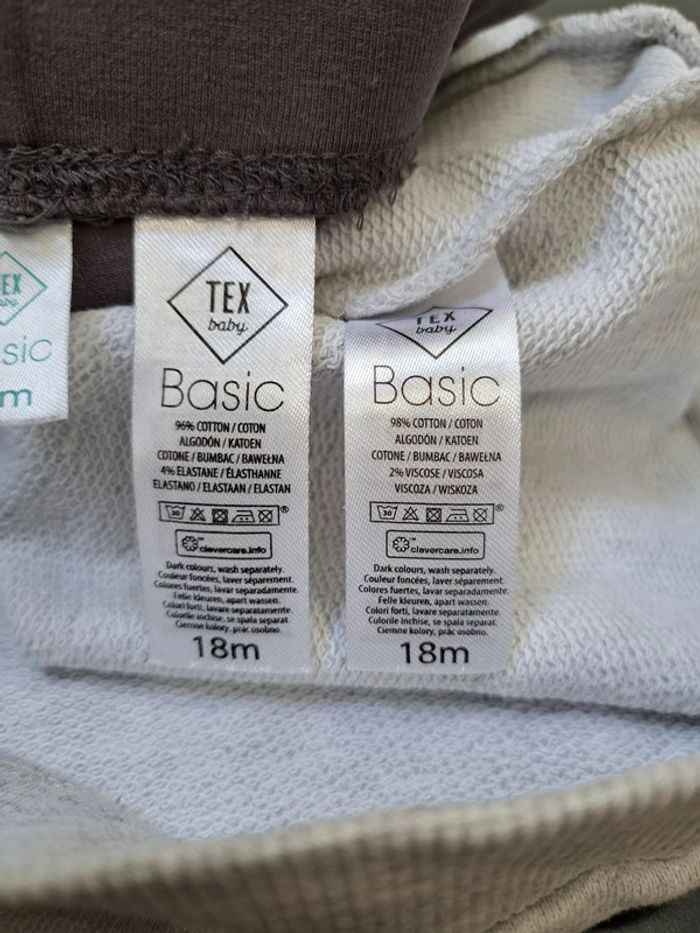 EX
baby
sic
m
TEX
baby
Basic
96% COTTON / COTON
ALGODÓN / KATOEN
COTONE / BUMBAC / BAWEŁNA
4% ELASTANE / ÉLASTHANNE
ELASTANO / ELASTAAN / ELASTAN
30
®
clevercare.info
Dark colours, wash separately.
Couleur foncées, laver séparement.
Colores fuertes, lavar separadamente.
Felle kleuren, apart wassen.
Colori forti, lavare separatamente.
Culorile inchise, se spala separat.
Ciemne kolory, prać osobno.
18m
TEX
baby
Basic
98% COTTON / COTON
ALGODÓN / KATOEN
COTONE / BUMBAC / BAWEŁNA
2% VISCOSE / VISCOSA
VISCOZA / WISKOZA
30
®
clevercare.info
Dark colours, wash separately.
Couleur foncées, laver séparement.
Colores fuertes, lavar separadamente.
Felle kleuren, apart wassen.
Colori forti, lavare separatamente.
Culorile inchise, se spala separat.
Ciemne kolory, prać osobno.
18m